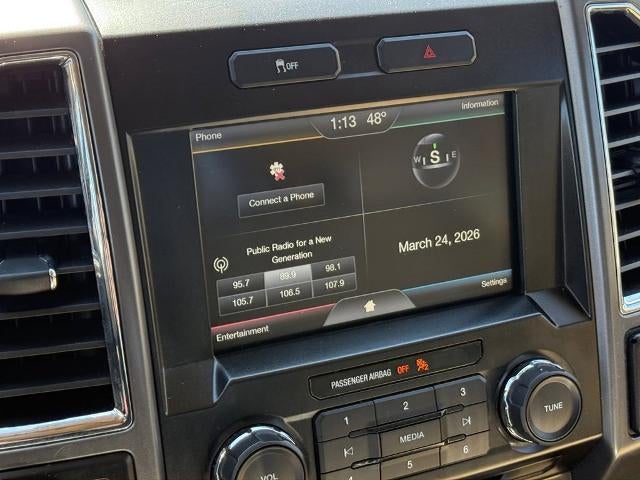 OFF
Phone
1:13 48°
Information
Connect a Phone
W S E
Public Radio for a New
Generation
95.7 89.9 98.1
105.7 106.5 107.9
March 24, 2026
Entertainment
Settings
PASSENGER AIRBAG OFF
1 2 3
MEDIA
4 5 6
VOL
TUNE